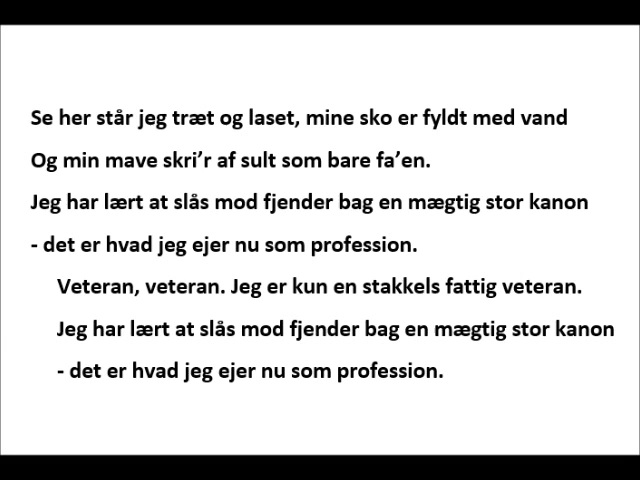 Se her står jeg træt og laset, mine sko er fyldt med vand
Og min mave skri’r af sult som bare fa’en.
Jeg har lært at slås mod fjender bag en mægtig stor kanon
- det er hvad jeg ejer nu som profession.
Veteran, veteran. Jeg er kun en stakkels fattig veteran.
Jeg har lært at slås mod fjender bag en mægtig stor kanon
- det er hvad jeg ejer nu som profession.